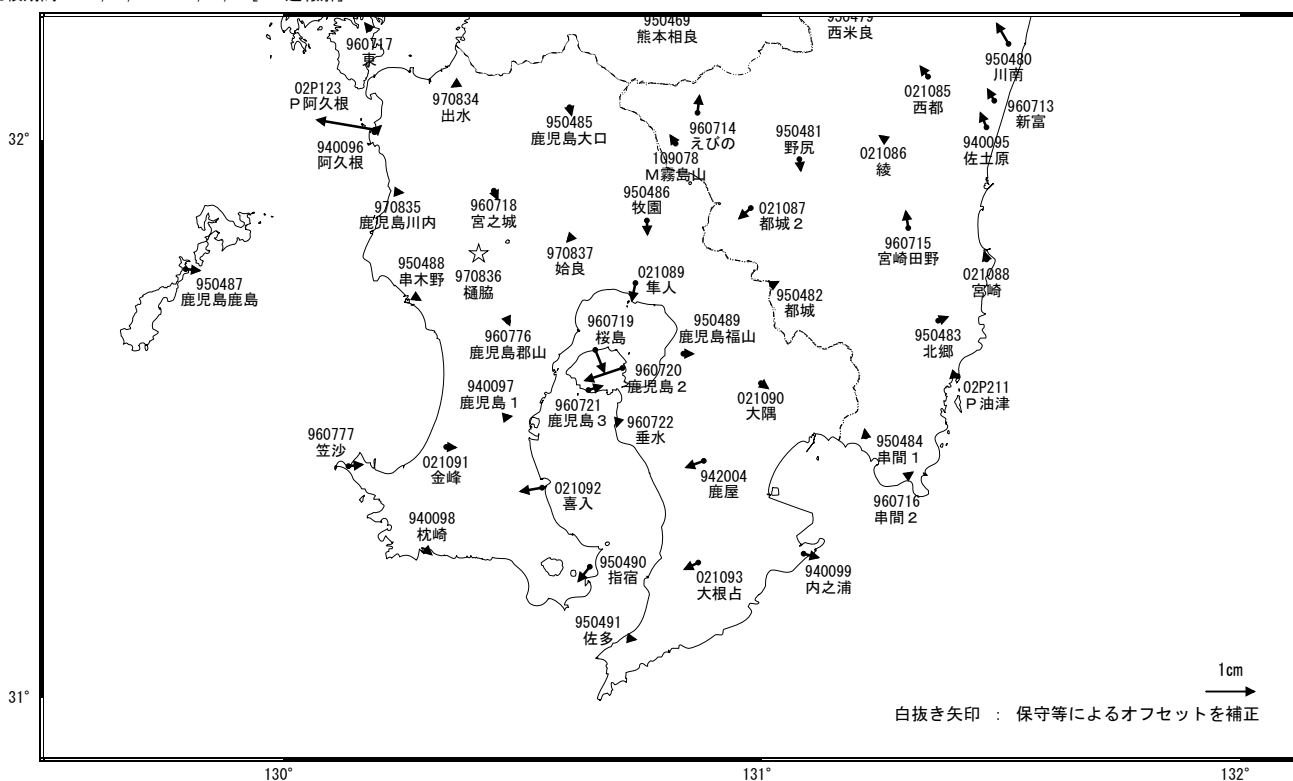 950469
熊本相良
950479
西米良
960717
東
950480
川南
02P123
P阿久根
970834
出水
950485
鹿児島大口
960714
えびの
950481
野尻
021085
西都
960713
新富
940096
阿久根
109078
M霧島山
021086
綾
940095
佐土原
970835
鹿児島川内
960718
宮之城
950486
牧園
021087
都城2
960715
宮崎田野
950487
鹿児島鹿島
950488
串木野
970836
樋脇
970837
姶良
021089
隼人
950482
都城
021088
宮崎
960776
鹿児島郡山
960719
桜島
950489
鹿児島福山
950483
北郷
940097
鹿児島1
960721
鹿児島3
960720
鹿児島2
021090
大隅
02P211
P油津
960777
笠沙
021091
金峰
960722
垂水
950484
串間1
021092
喜入
942004
鹿屋
960716
串間2
940098
枕崎
950490
指宿
021093
大根占
940099
内之浦
950491
佐多
32°
31°
1cm
白抜き矢印 : 保守等によるオフセットを補正
130°
131°
132°